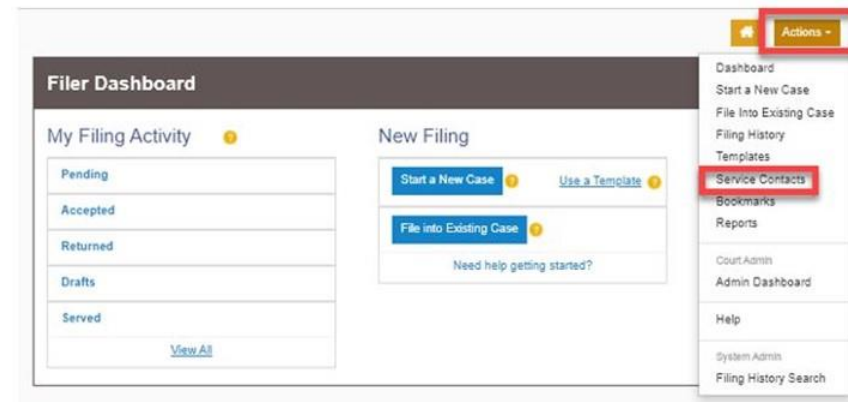 Actions
Filer Dashboard
My Filing Activity ?
Pending
Accepted
Returned
Drafts
Served
View All
New Filing
Start a New Case ? Use a Template ?
File into Existing Case ?
Need help getting started?
Dashboard
Start a New Case
File Into Existing Case
Filing History
Templates
Service Contacts
Bookmarks
Reports
Court Admin
Admin Dashboard
Help
System Admin
Filing History Search